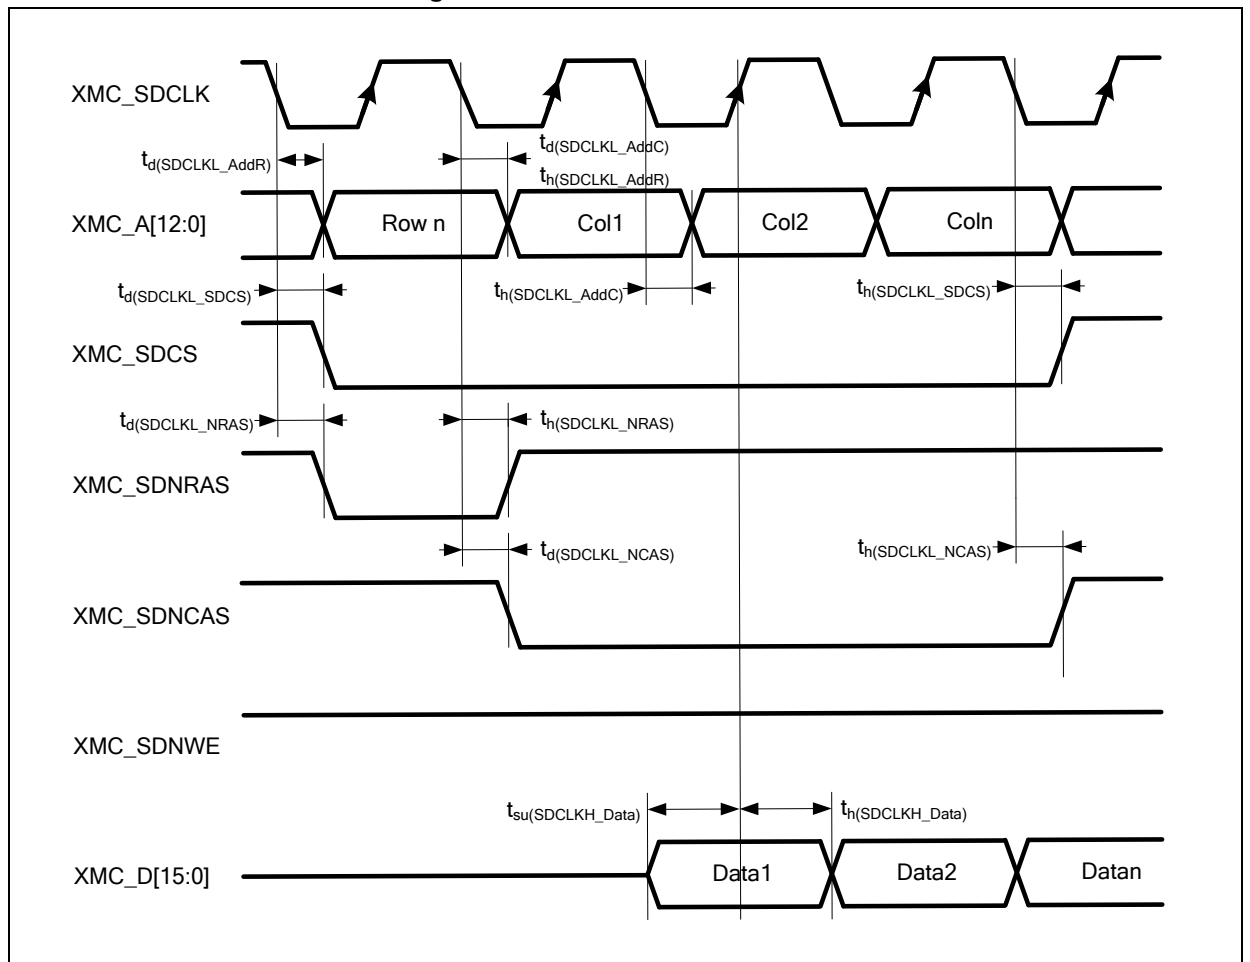 XMC_SDCLK
td(SDCLKL_AddC)
td(SDCLKL_AddR)
th(SDCLKL_AddR)
XMC_A[12:0]
Row n
Col1
Col2
Coln
td(SDCLKL_SDCS)
th(SDCLKL_AddC)
th(SDCLKL_SDCS)
XMC_SDCS
td(SDCLKL_NRAS)
th(SDCLKL_NRAS)
XMC_SDNRAS
td(SDCLKL_NCAS)
th(SDCLKL_NCAS)
XMC_SDNCAS
XMC_SDNWE
tsu(SDCLKH_Data)
th(SDCLKH_Data)
XMC_D[15:0]
Data1
Data2
Datan